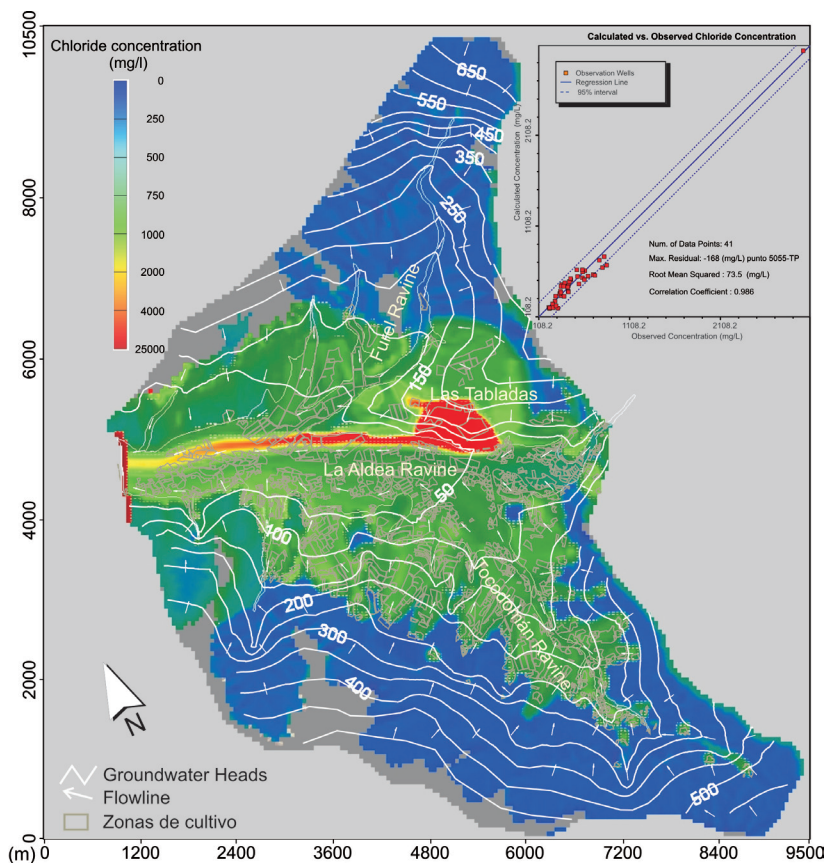 10500
8000
6000
4000
2000
0
(m)
0
1200
2400
3600
4800
6000
7200
8400
9500
Chloride concentration
(mg/l)
0
250
500
750
1000
2000
4000
25000
Calculated vs. Observed Chloride Concentration
Observation Wells
Regression Line
95% interval
Calculated Concentration (mg/L)
2108.2
1108.2
108.2
Num. of Data Points: 41
Max. Residual: -168 (mg/L) punto 5055-TP
Root Mean Squared : 73.5 (mg/L)
Correlation Coefficient : 0.986
108.2
1108.2
2108.2
Observed Concentration (mg/L)
650
550
450
350
250
Furel Ravine
150
Las Tabladas
La Aldea Ravine
50
100
Tocodomán Ravine
200
300
400
500
N
Groundwater Heads
Flowline
Zonas de cultivo